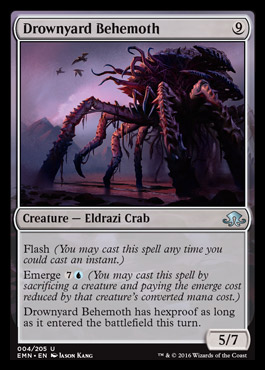 Drownyard Behemoth 9
Creature — Eldrazi Crab
Flash (You may cast this spell any time you
could cast an instant.)
Emerge 7 (You may cast this spell by
sacrificing a creature and paying the emerge cost
reduced by that creature's converted mana cost.)
Drownyard Behemoth has hexproof as long
as it entered the battlefield this turn.
5/7
004/205 U
EMN • EN Jason Kang
™ & © 2016 Wizards of the Coast